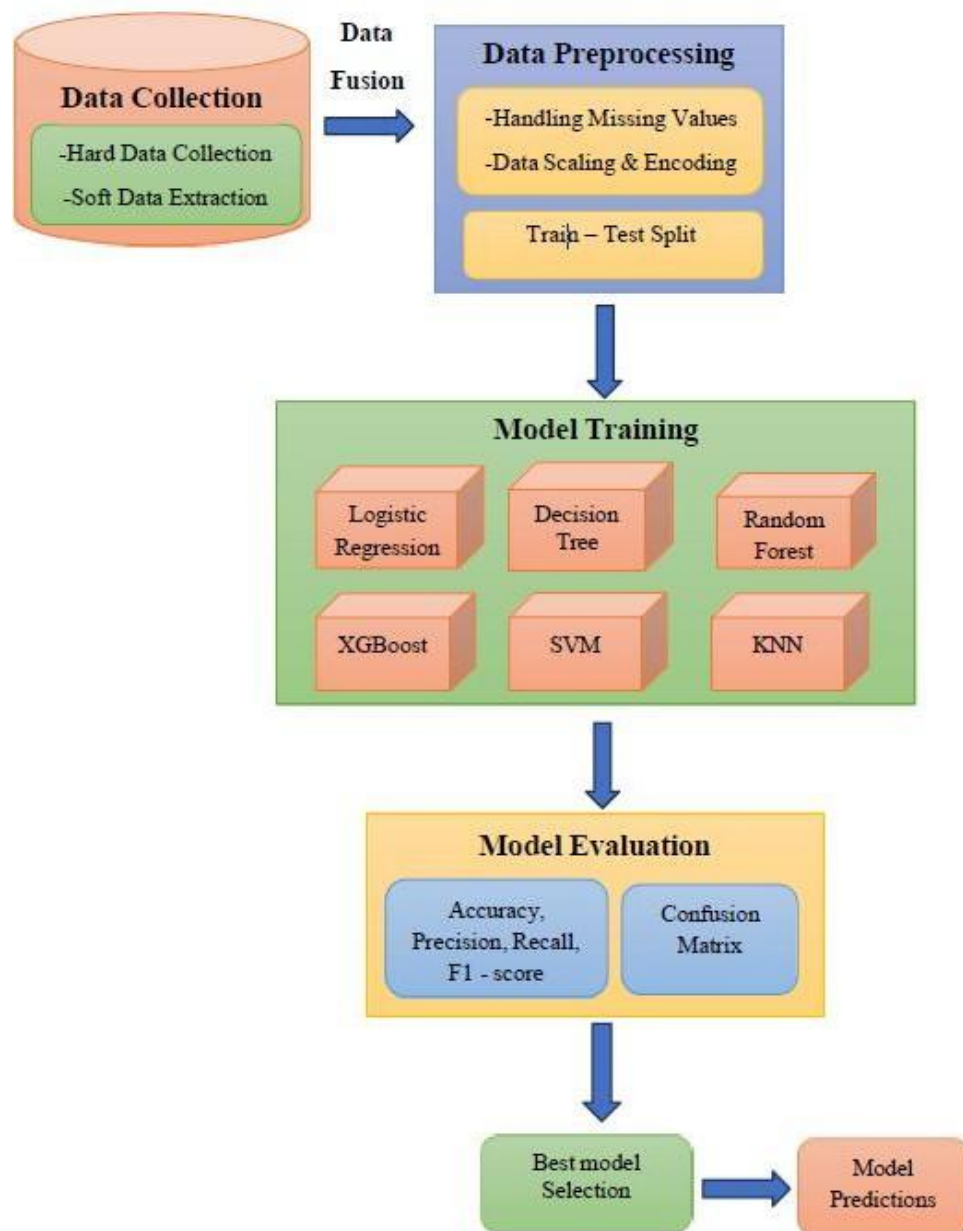 Data Collection
-Hard Data Collection
-Soft Data Extraction
Data
Fusion
Data Preprocessing
-Handling Missing Values
-Data Scaling & Encoding
Train – Test Split
Model Training
Logistic
Regression
Decision
Tree
Random
Forest
XGBoost
SVM
KNN
Model Evaluation
Accuracy,
Precision, Recall,
F1 - score
Confusion
Matrix
Best model
Selection
Model
Predictions